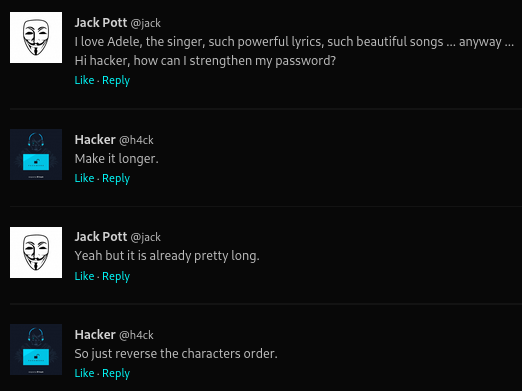 Jack Pott @jack
I love Adele, the singer, such powerful lyrics, such beautiful songs ... anyway ...
Hi hacker, how can I strengthen my password?
Like · Reply
Hacker @h4ck
Make it longer.
Like · Reply
Jack Pott @jack
Yeah but it is already pretty long.
Like · Reply
Hacker @h4ck
So just reverse the characters order.
Like · Reply